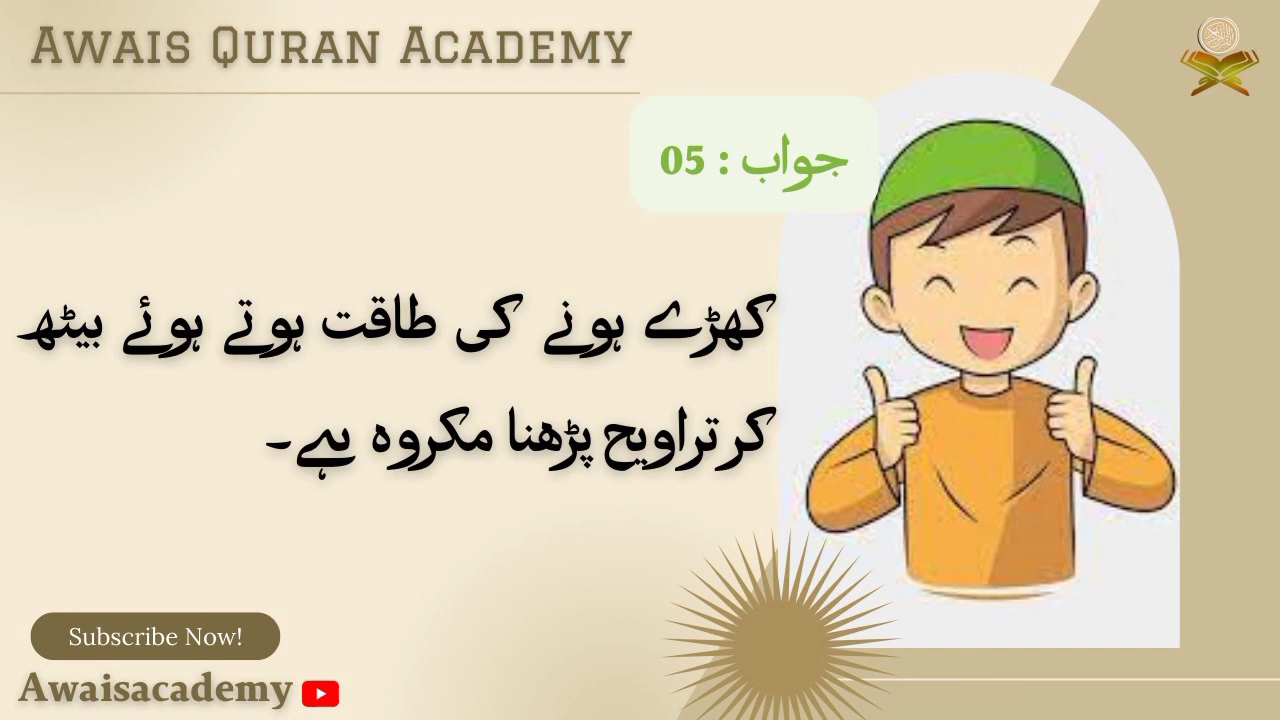 Awais Quran Academy
جواب : 05
کھڑے ہونے کی طاقت ہوتے ہوئے بیٹھ
کر تراویح پڑھنا مکروہ ہے۔
Subscribe Now!
Awaisacademy